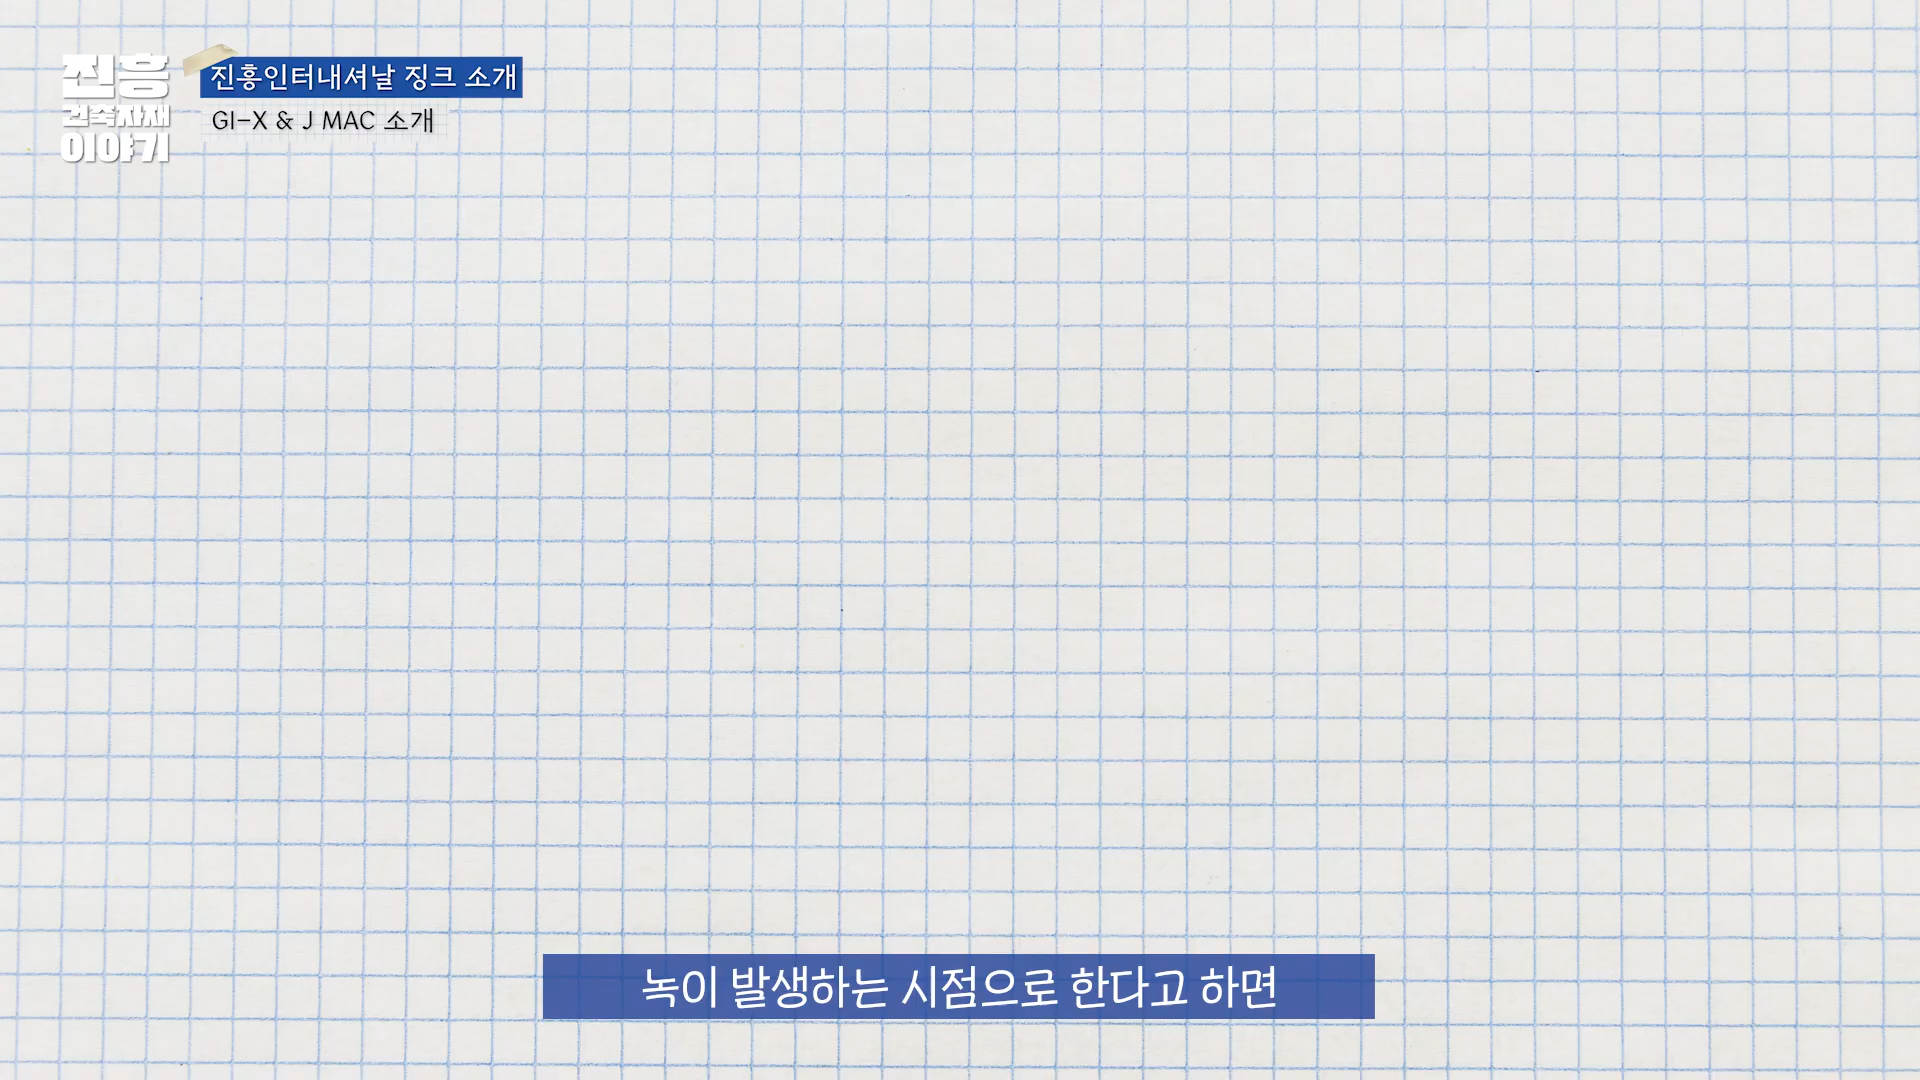 진흥
건축자재
이야기
진흥인터내셔날 징크 소개
GI-X & J MAC 소개
녹이 발생하는 시점으로 한다고 하면